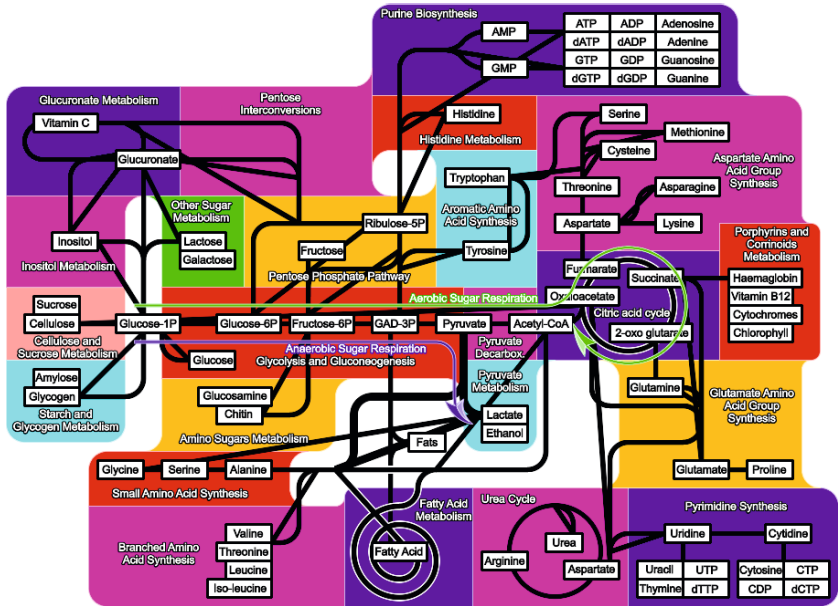 Purine Biosynthesis
AMP
GMP
ATP ADP Adenosine
dATP dADP Adenine
GTP GDP Guanosine
dGTP dGDP Guanine
Glucuronate Metabolism
Vitamin C
Glucuronate
Pentose
Interconversions
Histidine
Histidine Metabolism
Serine
Methionine
Cysteine
Aspartate Amino
Acid Group
Synthesis
Threonine
Asparagine
Aspartate
Lysine
Tryptophan
Aromatic Amino
Acid Synthesis
Tyrosine
Other Sugar
Metabolism
Lactose
Galactose
Inositol
Inositol Metabolism
Ribulose-5P
Fructose
Pentose Phosphate Pathway
Porphyrins and
Corrinoids
Metabolism
Haemaglobin
Vitamin B12
Cytochromes
Chlorophyll
Fumarate
Succinate
Oxaloacetate
Citric acid cycle
2-oxo glutarate
Aerobic Sugar Respiration
Sucrose
Cellulose
Cellulose and
Sucrose Metabolism
Glucose-1P
Glucose-6P
Fructose-6P
GAD-3P
Pyruvate
Acetyl-CoA
Pyruvate
Decarbox.
Anaerobic Sugar Respiration
Glycolysis and Gluconeogenesis
Glucose
Pyruvate
Metabolism
Lactate
Ethanol
Amylose
Glycogen
Starch and
Glycogen Metabolism
Glucosamine
Chitin
Amino Sugars Metabolism
Fats
Glutamine
Glutamate Amino
Acid Group
Synthesis
Glutamate
Proline
Glycine
Serine
Alanine
Small Amino Acid Synthesis
Fatty Acid
Metabolism
Fatty Acid
Urea Cycle
Urea
Arginine
Aspartate
Pyrimidine Synthesis
Uridine
Cytidine
Uracil UTP
Thymine dTTP
Cytosine CTP
CDP dCTP
Branched Amino
Acid Synthesis
Valine
Threonine
Leucine
Iso-leucine